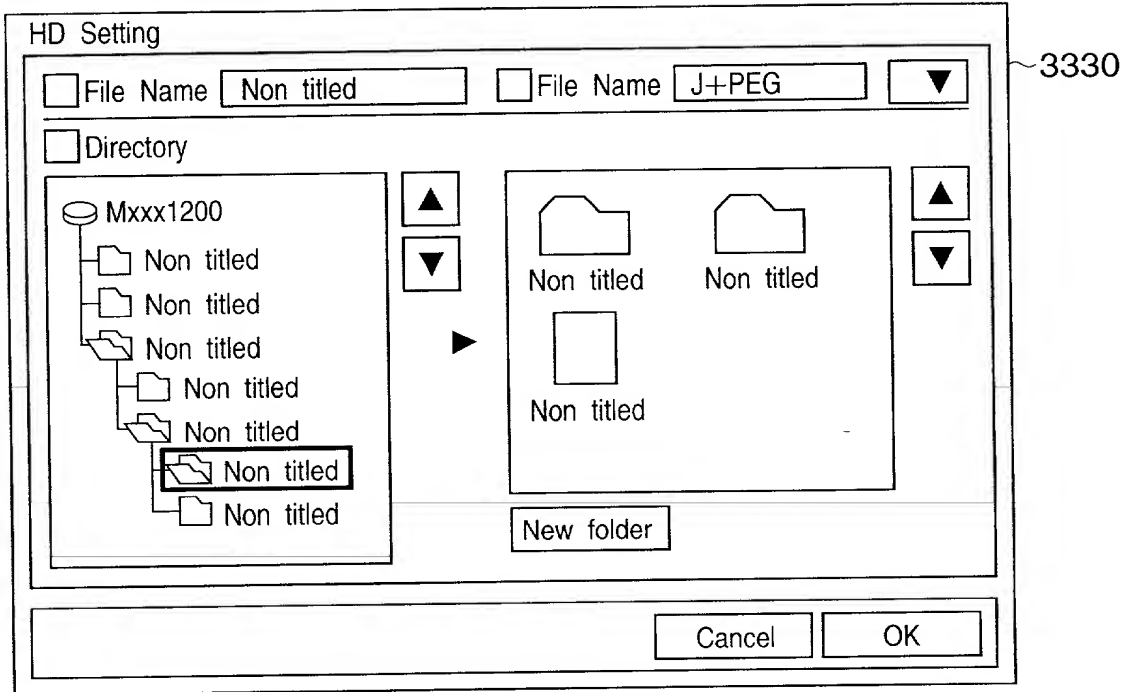 HD Setting
3330
File Name Non titled File Name J+PEG ▼
Directory
Mxxx1200
Non titled
Non titled
Non titled
Non titled
Non titled
Non titled
Non titled
Non titled Non titled
Non titled
New folder
Cancel OK